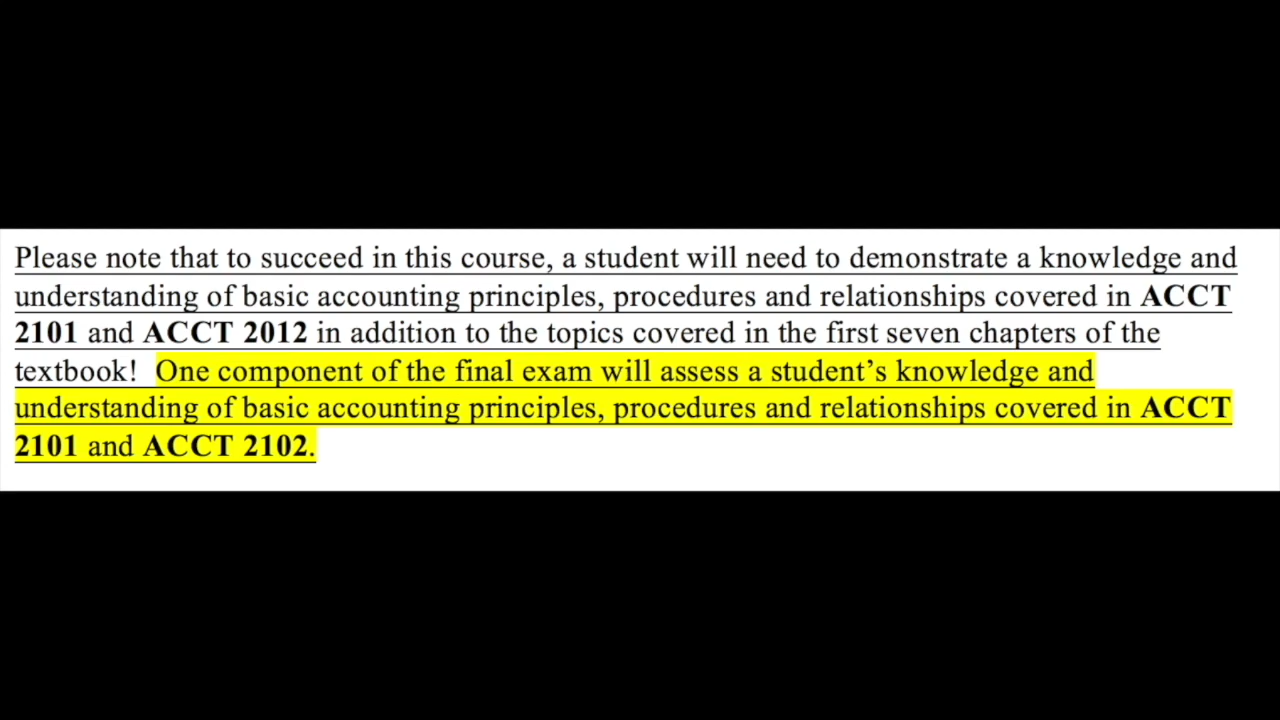 Please note that to succeed in this course, a student will need to demonstrate a knowledge and
understanding of basic accounting principles, procedures and relationships covered in ACCT
2101 and ACCT 2012 in addition to the topics covered in the first seven chapters of the
textbook! One component of the final exam will assess a student’s knowledge and
understanding of basic accounting principles, procedures and relationships covered in ACCT
2101 and ACCT 2102.